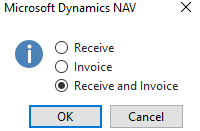 Microsoft Dynamics NAV
Receive
Invoice
Receive and Invoice
OK
Cancel